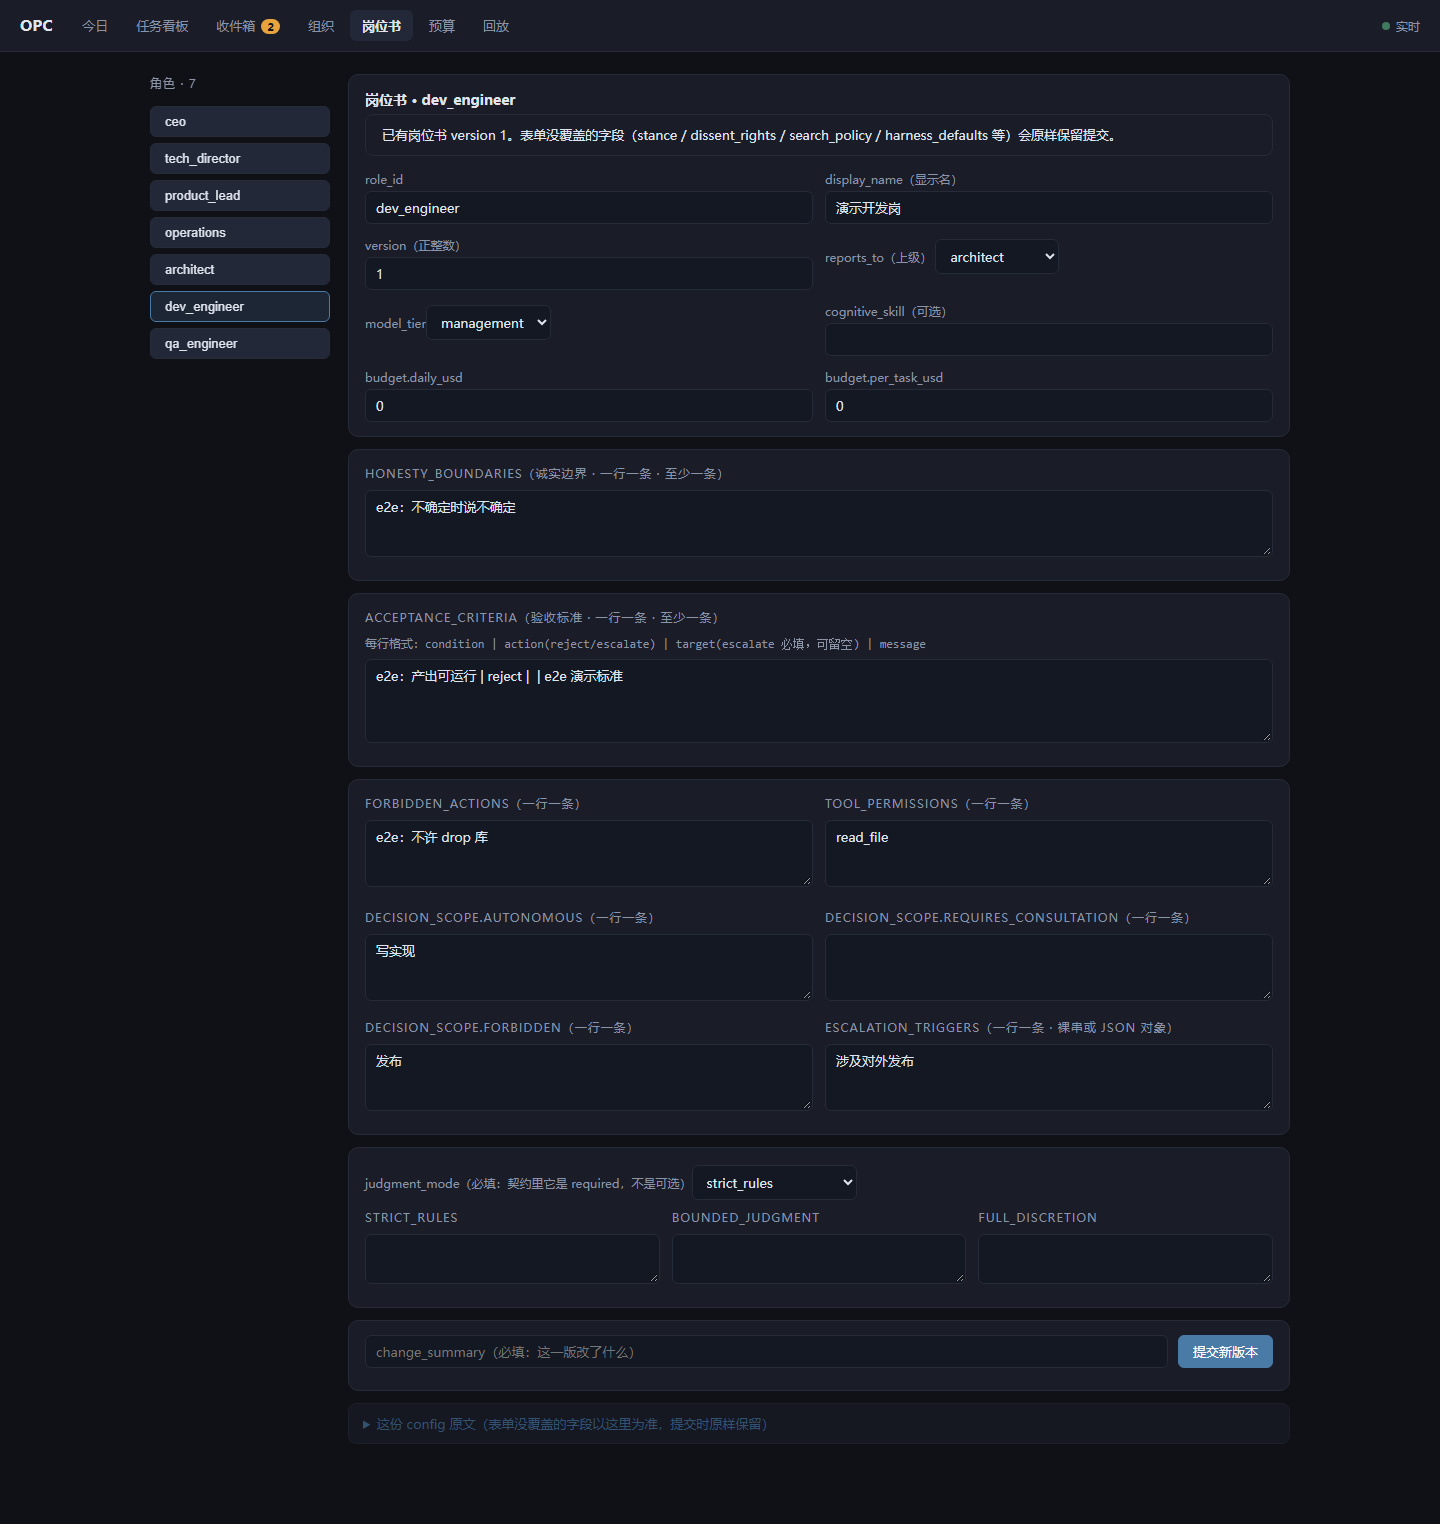 OPC 今日 任务看板 收件箱 2 组织 岗位书 预算 回放 实时
角色 · 7
ceo
tech_director
product_lead
operations
architect
dev_engineer
qa_engineer
岗位书 • dev_engineer
已有岗位书 version 1。表单没覆盖的字段（stance / dissent_rights / search_policy / harness_defaults 等）会原样保留提交。
role_id
dev_engineer
display_name（显示名）
演示开发岗
version（正整数）
1
reports_to（上级） architect
model_tier management
cognitive_skill（可选）
budget.daily_usd
0
budget.per_task_usd
0
HONESTY_BOUNDARIES（诚实边界 · 一行一条 · 至少一条）
e2e：不确定时说不确定
ACCEPTANCE_CRITERIA（验收标准 · 一行一条 · 至少一条）
每行格式：condition | action(reject/escalate) | target(escalate 必填，可留空) | message
e2e：产出可运行 | reject |  | e2e 演示标准
FORBIDDEN_ACTIONS（一行一条）
e2e：不许 drop 库
TOOL_PERMISSIONS（一行一条）
read_file
DECISION_SCOPE.AUTONOMOUS（一行一条）
写实现
DECISION_SCOPE.REQUIRES_CONSULTATION（一行一条）
DECISION_SCOPE.FORBIDDEN（一行一条）
发布
ESCALATION_TRIGGERS（一行一条 · 裸串或 JSON 对象）
涉及对外发布
judgment_mode（必填：契约里它是 required，不是可选） strict_rules
STRICT_RULES
BOUNDED_JUDGMENT
FULL_DISCRETION
change_summary（必填：这一版改了什么） 提交新版本
▶ 这份 config 原文（表单没覆盖的字段以这里为准，提交时原样保留）